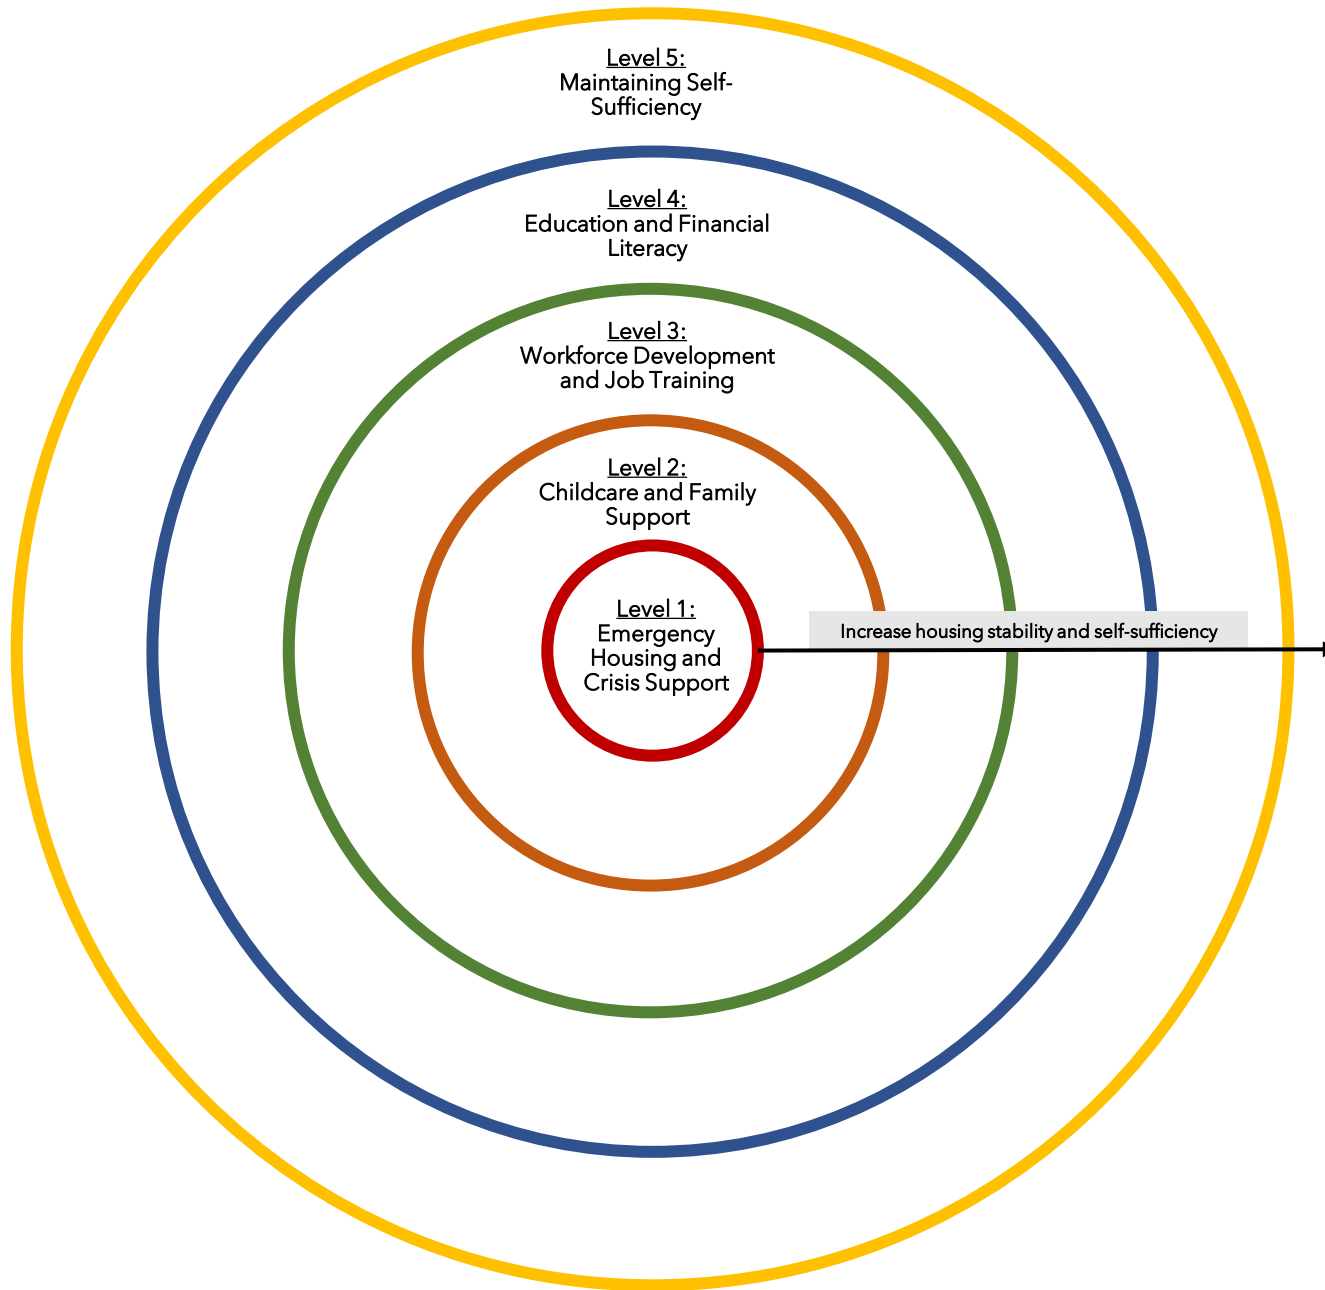 Level 5:
Maintaining Self-
Sufficiency
Level 4:
Education and Financial
Literacy
Level 3:
Workforce Development
and Job Training
Level 2:
Childcare and Family
Support
Level 1:
Emergency
Housing and
Crisis Support
Increase housing stability and self-sufficiency